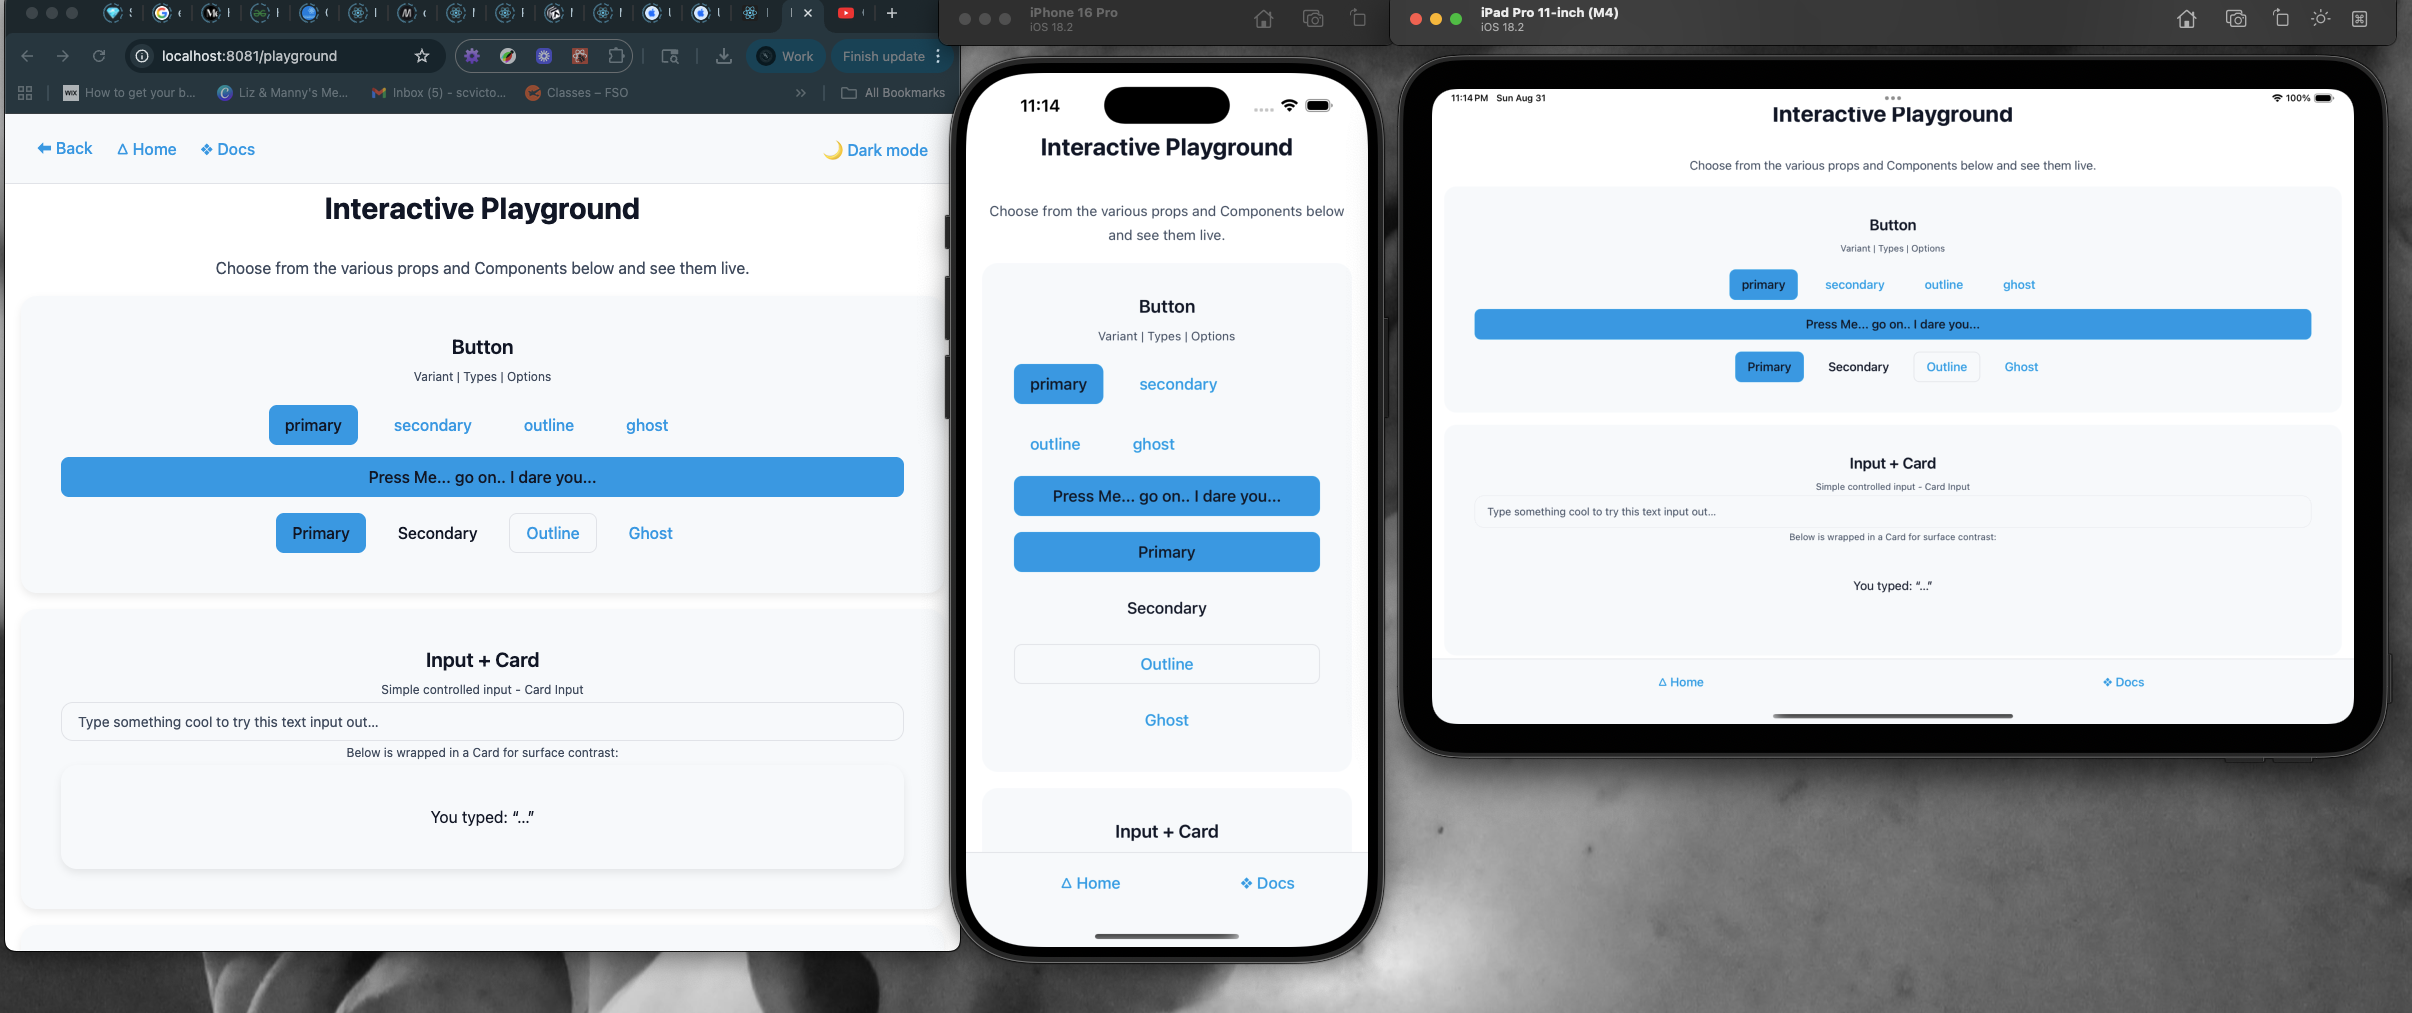 localhost:8081/playground
Work
Finish update
WIX How to get your b...
Liz & Manny's Me...
Inbox (5) - scvicto...
Classes – FSO
All Bookmarks
Back
Home
Docs
Dark mode
Interactive Playground
Choose from the various props and Components below and see them live.
Button
Variant | Types | Options
primary secondary outline ghost
Press Me... go on.. I dare you...
Primary Secondary Outline Ghost
Input + Card
Simple controlled input - Card Input
Type something cool to try this text input out...
Below is wrapped in a Card for surface contrast:
You typed: “...”
iPhone 16 Pro
iOS 18.2
11:14
Interactive Playground
Choose from the various props and Components below
and see them live.
Button
Variant | Types | Options
primary secondary
outline ghost
Press Me... go on.. I dare you...
Primary
Secondary
Outline
Ghost
Input + Card
Home
Docs
iPad Pro 11-inch (M4)
iOS 18.2
11:14 PM Sun Aug 31
100%
Interactive Playground
Choose from the various props and Components below and see them live.
Button
Variant | Types | Options
primary secondary outline ghost
Press Me... go on.. I dare you...
Primary Secondary Outline Ghost
Input + Card
Simple controlled input - Card Input
Type something cool to try this text input out...
Below is wrapped in a Card for surface contrast:
You typed: “...”
Home
Docs